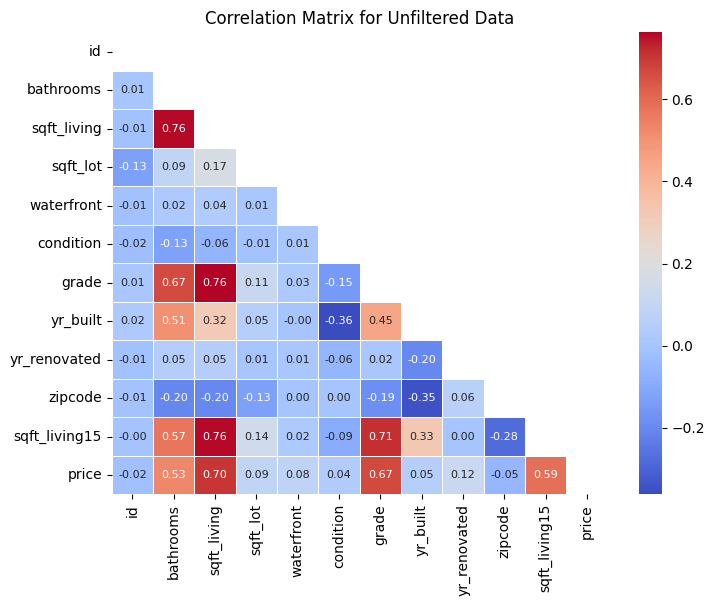 Correlation Matrix for Unfiltered Data
id
bathrooms 0.01
sqft_living -0.01 0.76
sqft_lot -0.13 0.09 0.17
waterfront -0.01 0.02 0.04 0.01
condition -0.02 -0.13 -0.06 -0.01 0.01
grade 0.01 0.67 0.76 0.11 0.03 -0.15
yr_built 0.02 0.51 0.32 0.05 -0.00 -0.36 0.45
yr_renovated -0.01 0.05 0.05 0.01 0.01 -0.06 0.02 -0.20
zipcode -0.01 -0.20 -0.20 -0.13 0.00 0.00 -0.19 -0.35 0.06
sqft_living15 -0.00 0.57 0.76 0.14 0.02 -0.09 0.71 0.33 0.00 -0.28
price -0.02 0.53 0.70 0.09 0.08 0.04 0.67 0.05 0.12 -0.05 0.59
id bathrooms sqft_living sqft_lot waterfront condition grade yr_built yr_renovated zipcode sqft_living15 price
0.6
0.4
0.2
0.0
−0.2